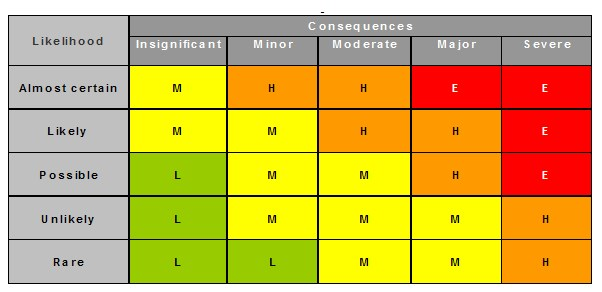 Consequences
Likelihood
Insignificant Minor Moderate Major Severe
Almost certain M H H E E
Likely M M H H E
Possible L M M H E
Unlikely L M M M H
Rare L L M M H